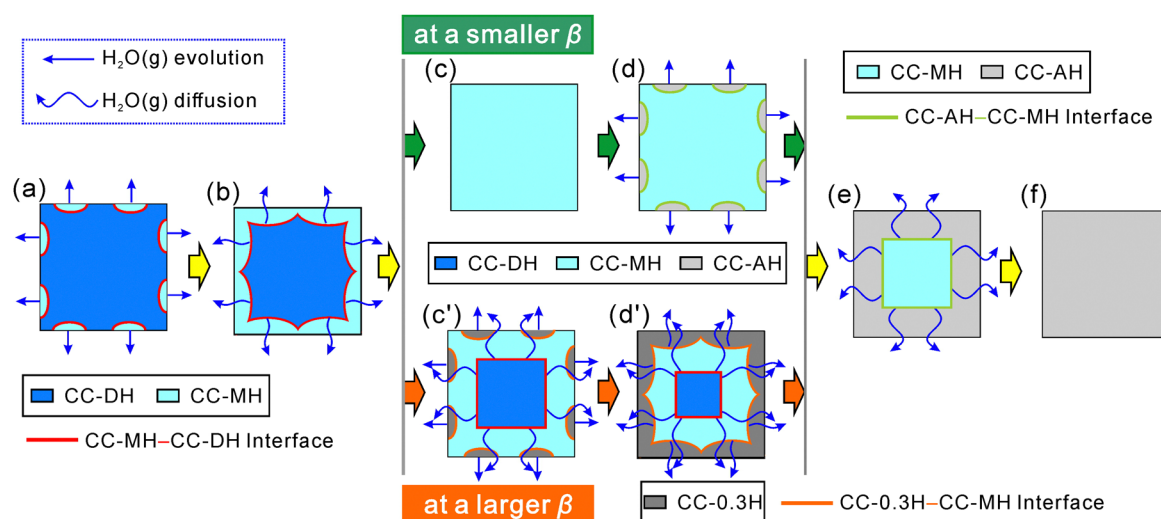 H₂O(g) evolution
H₂O(g) diffusion
(a)
(b)
CC-DH CC-MH
CC-MH–CC-DH Interface
at a smaller β
(c)
(d)
CC-DH CC-MH CC-AH
(c')
(d')
at a larger β
CC-0.3H
CC-0.3H–CC-MH Interface
CC-MH CC-AH
CC-AH–CC-MH Interface
(e)
(f)